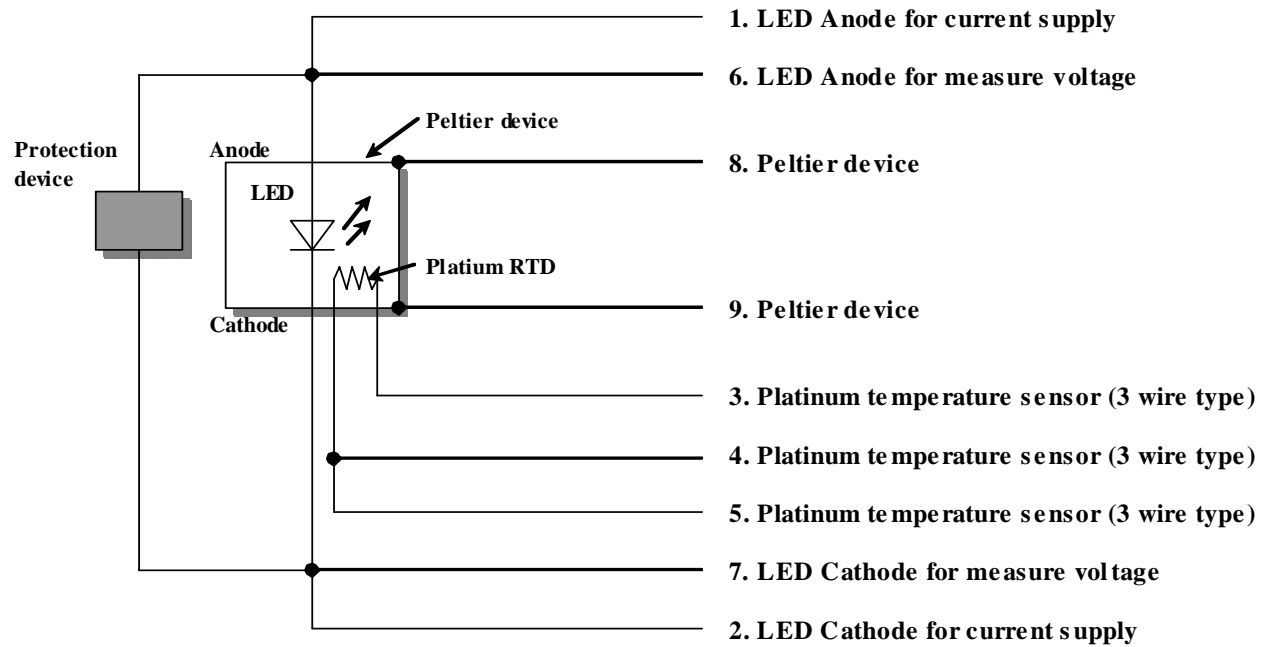 1. LED Anode for current supply
6. LED Anode for measure voltage
Peltier device
Protection
device
Anode
8. Peltier device
LED
Platium RTD
9. Peltier device
Cathode
3. Platinum temperature sensor (3 wire type)
4. Platinum temperature sensor (3 wire type)
5. Platinum temperature sensor (3 wire type)
7. LED Cathode for measure voltage
2. LED Cathode for current supply